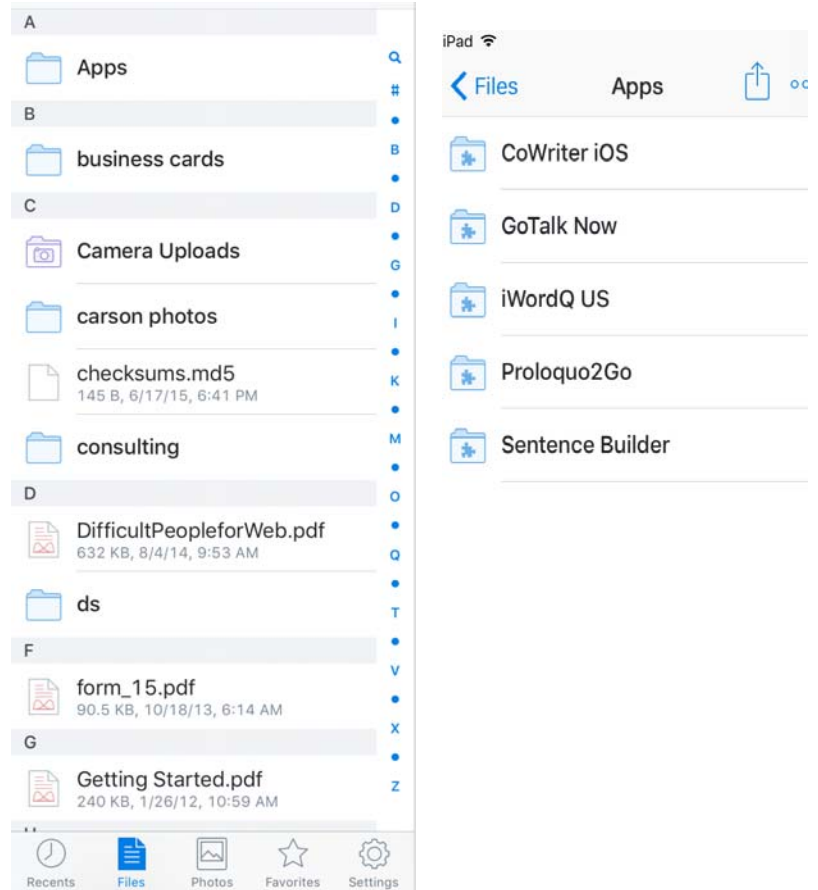 A
Apps
B
business cards
C
Camera Uploads
carson photos
checksums.md5
145 B, 6/17/15, 6:41 PM
consulting
D
DifficultPeopleforWeb.pdf
632 KB, 8/4/14, 9:53 AM
ds
F
form_15.pdf
90.5 KB, 10/18/13, 6:14 AM
G
Getting Started.pdf
240 KB, 1/26/12, 10:59 AM
#
B
D
G
I
K
M
O
Q
T
V
X
Z
Recents Files Photos Favorites Settings
iPad
Files Apps
CoWriter iOS
GoTalk Now
iWordQ US
Proloquo2Go
Sentence Builder